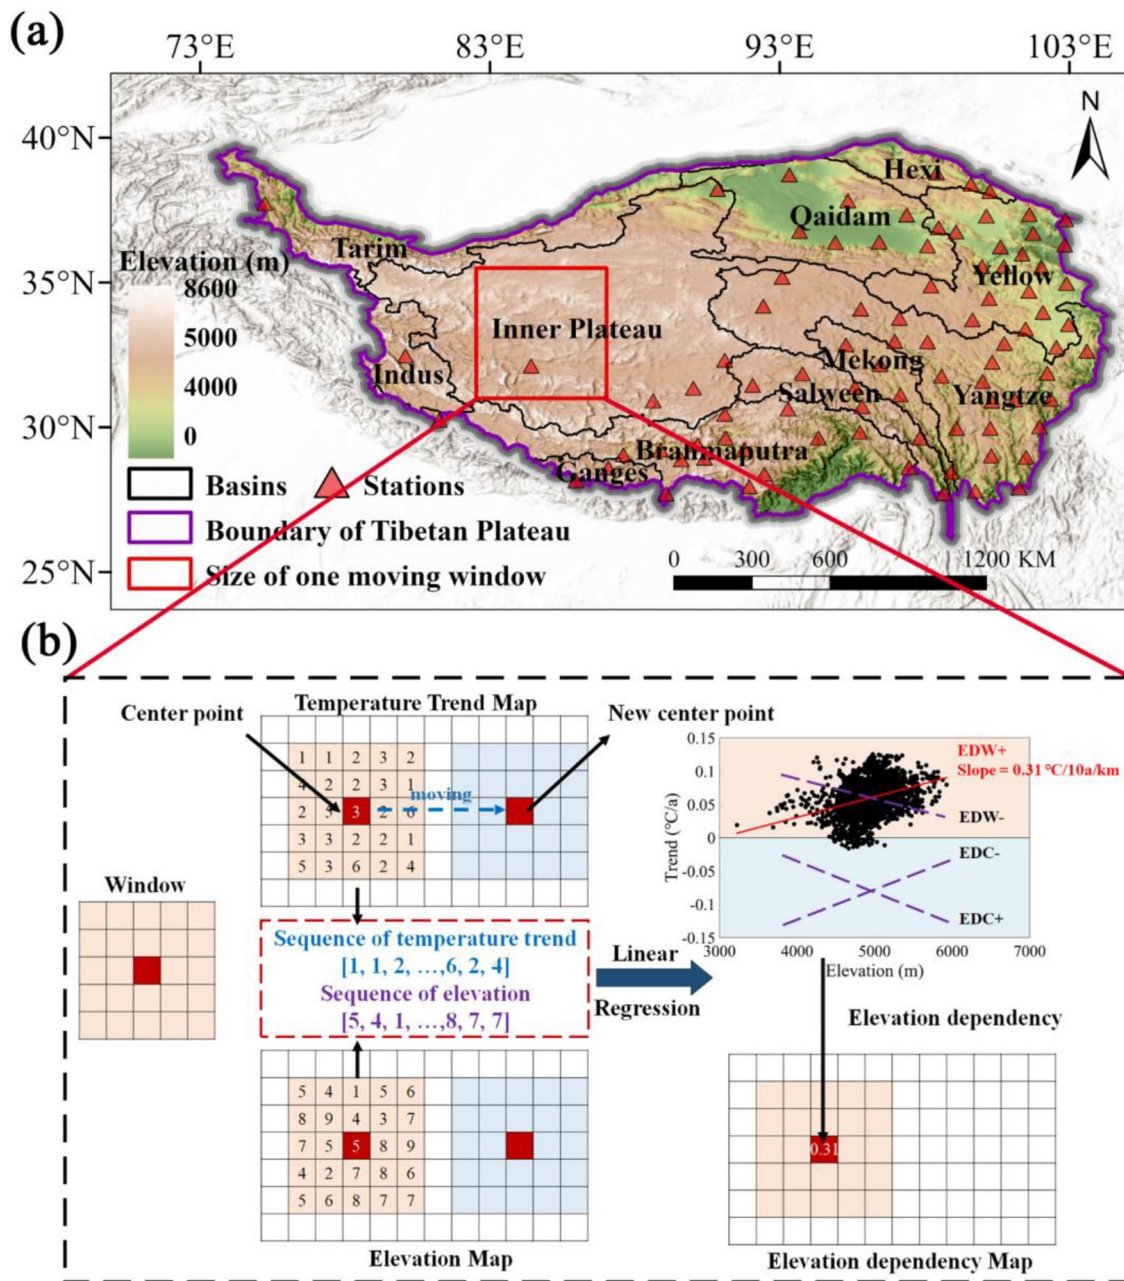 (a)
73°E 83°E 93°E 103°E
N
40°N
35°N
30°N
25°N
Hexi
Qaidam
Tarim
Yellow
Inner Plateau
Mekong
Indus
Salween
Yangtze
Brahmaputra
Ganges
Elevation (m)
8600
5000
4000
0
Basins Stations
Boundary of Tibetan Plateau
Size of one moving window
0 300 600 1200 KM
(b)
Center point
Temperature Trend Map
New center point
1 1 2 3 2
4 2 2 3 1
2 3 3 2 6
3 3 2 2 1
5 3 6 2 4
moving
Window
Sequence of temperature trend
[1, 1, 2, …,6, 2, 4]
Sequence of elevation
[5, 4, 1, …,8, 7, 7]
Linear
Regression
5 4 1 5 6
8 9 4 3 7
7 5 5 8 9
4 2 7 8 6
5 6 8 7 7
Elevation Map
Trend (°C/a)
0.15
0.1
0.05
0
-0.05
-0.1
-0.15
3000 4000 5000 6000 7000
Elevation (m)
EDW+
Slope = 0.31 °C/10a/km
EDW-
EDC-
EDC+
Elevation dependency
0.31
Elevation dependency Map